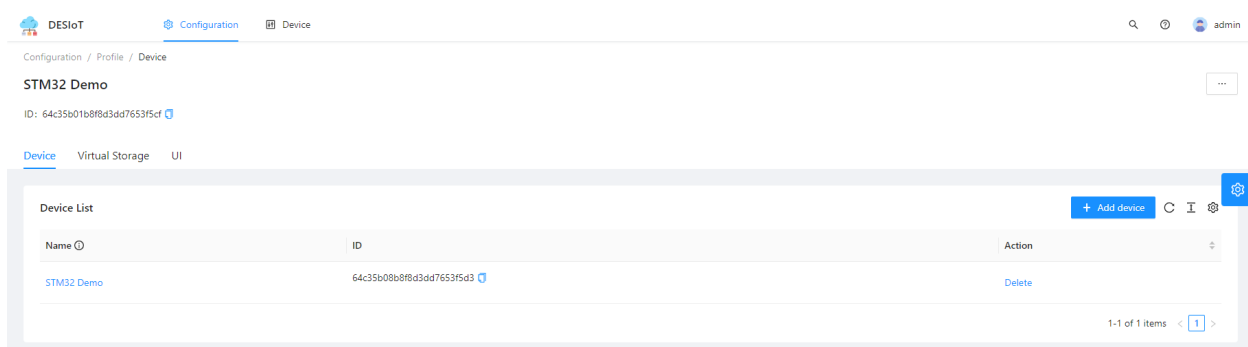 DESIoT Configuration Device admin
Configuration / Profile / Device
STM32 Demo
...
ID: 64c35b01b8f8d3dd7653f5cf
Device Virtual Storage UI
Device List + Add device
Name ID Action
STM32 Demo 64c35b08b8f8d3dd7653f5d3 Delete
1-1 of 1 items < 1 >